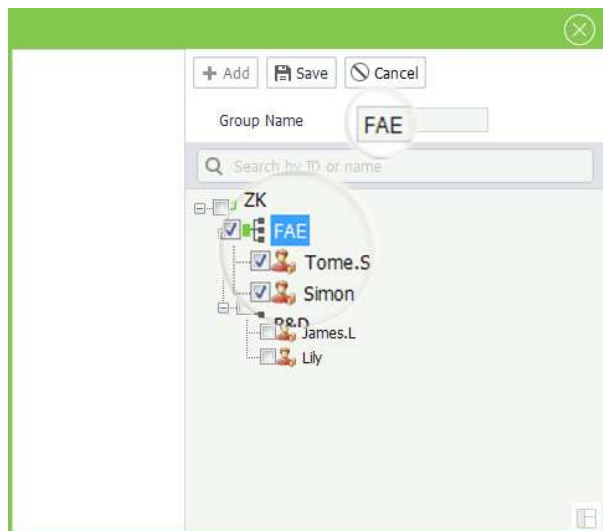 Add Save Cancel
Group Name FAE
Search by ID or name
ZK
FAE
Tome.S
Simon
R&D
James.L
Lily